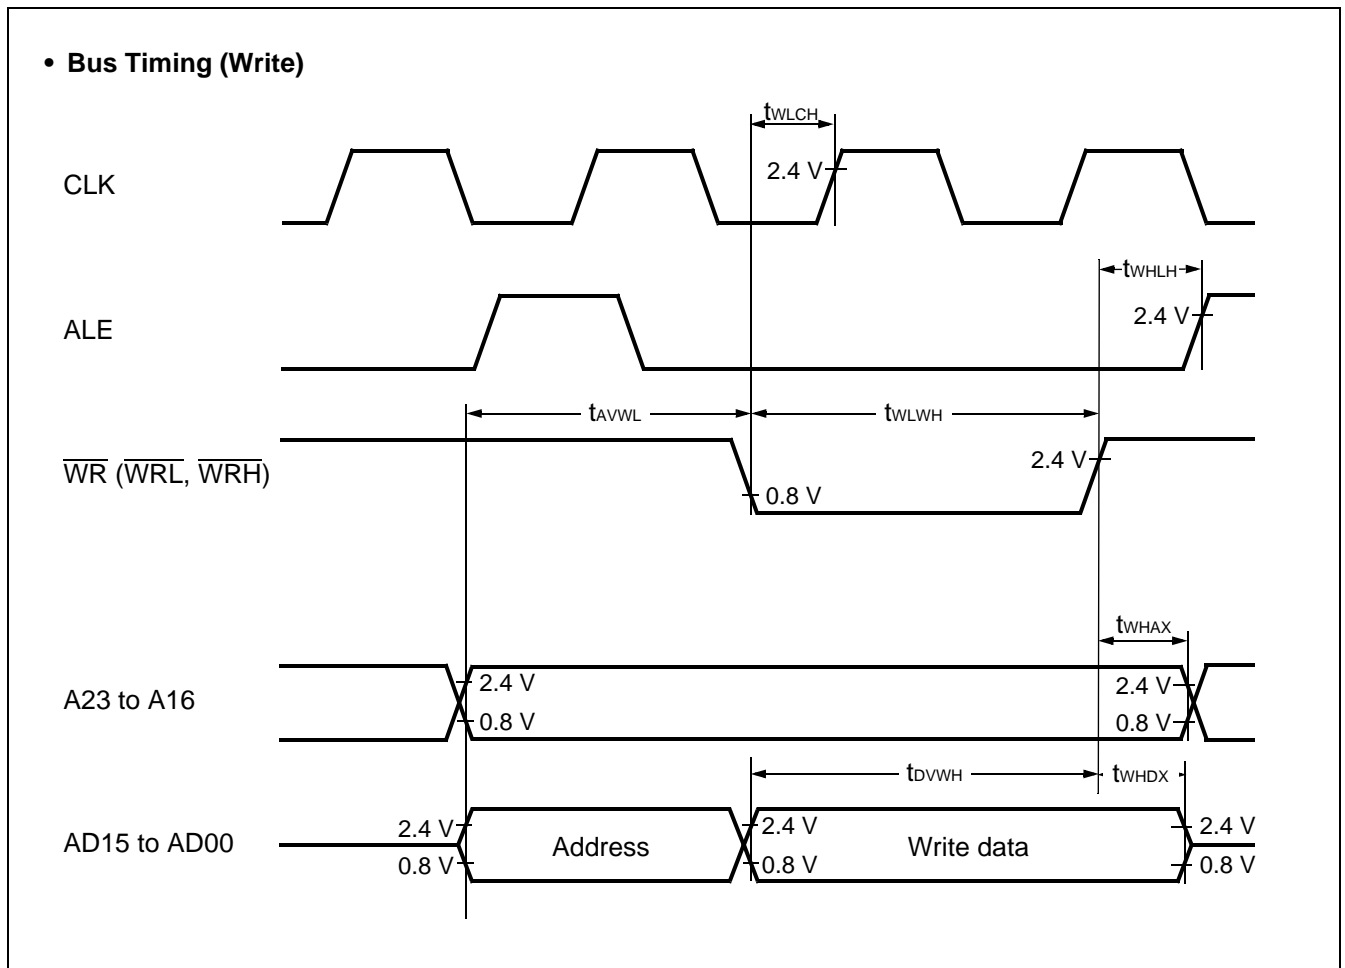 • Bus Timing (Write)
tWLCH
CLK
2.4 V
tWHLH
ALE
2.4 V
tAVWL
tWLWH
WR (WRL, WRH)
2.4 V
0.8 V
tWHAX
A23 to A16
2.4 V
2.4 V
0.8 V
0.8 V
tDVWH
tWHDX
AD15 to AD00
2.4 V
Address
2.4 V
Write data
2.4 V
0.8 V
0.8 V
0.8 V